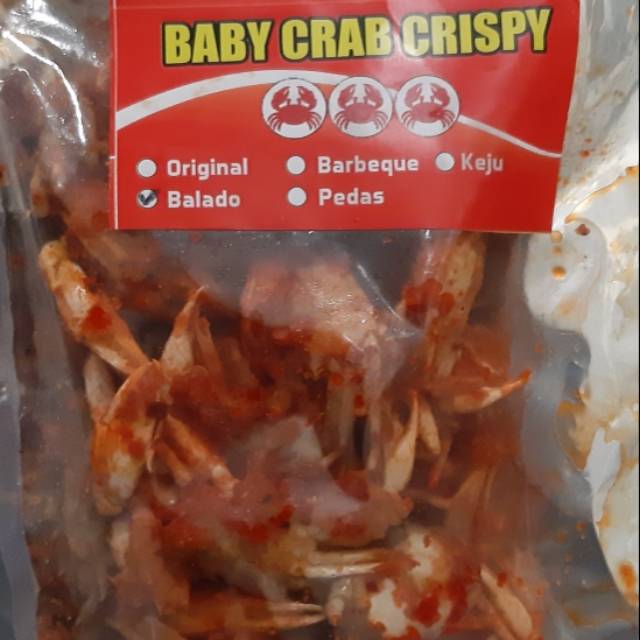 BABY CRAB CRISPY
Original Barbeque Keju
Balado Pedas